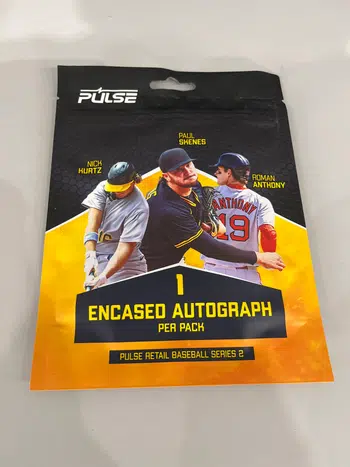 PULSE
PAUL
SKENES
NICK
KURTZ
ROMAN
ANTHONY
ANTHONY
19
1
ENCASED AUTOGRAPH
PER PACK
PULSE RETAIL BASEBALL SERIES 2